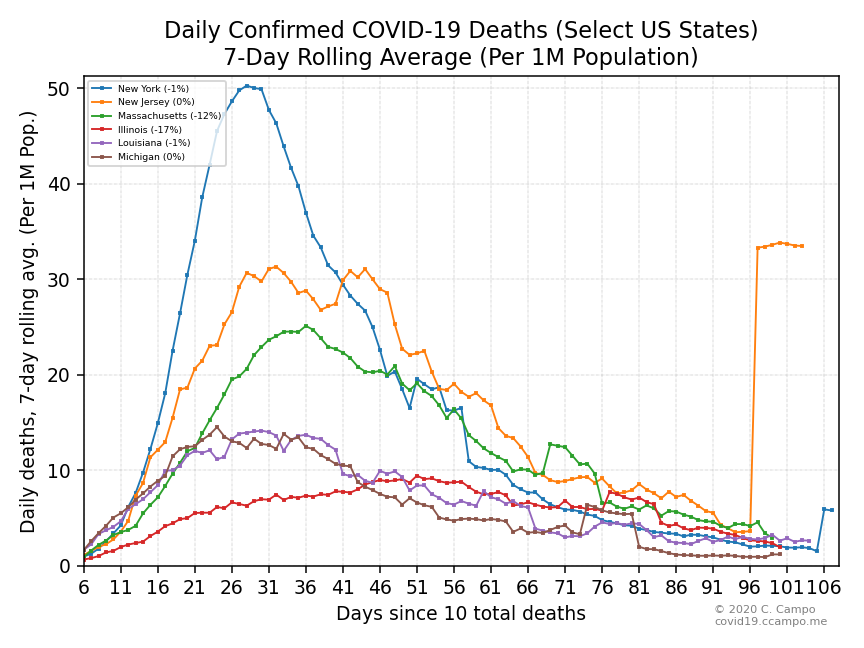 Daily Confirmed COVID-19 Deaths (Select US States)
7-Day Rolling Average (Per 1M Population)
Daily deaths, 7-day rolling avg. (Per 1M Pop.)
50
40
30
20
10
0
New York (-1%)
New Jersey (0%)
Massachusetts (-12%)
Illinois (-17%)
Louisiana (-1%)
Michigan (0%)
6 11 16 21 26 31 36 41 46 51 56 61 66 71 76 81 86 91 96 101 106
Days since 10 total deaths
© 2020 C. Campo
covid19.ccampo.me